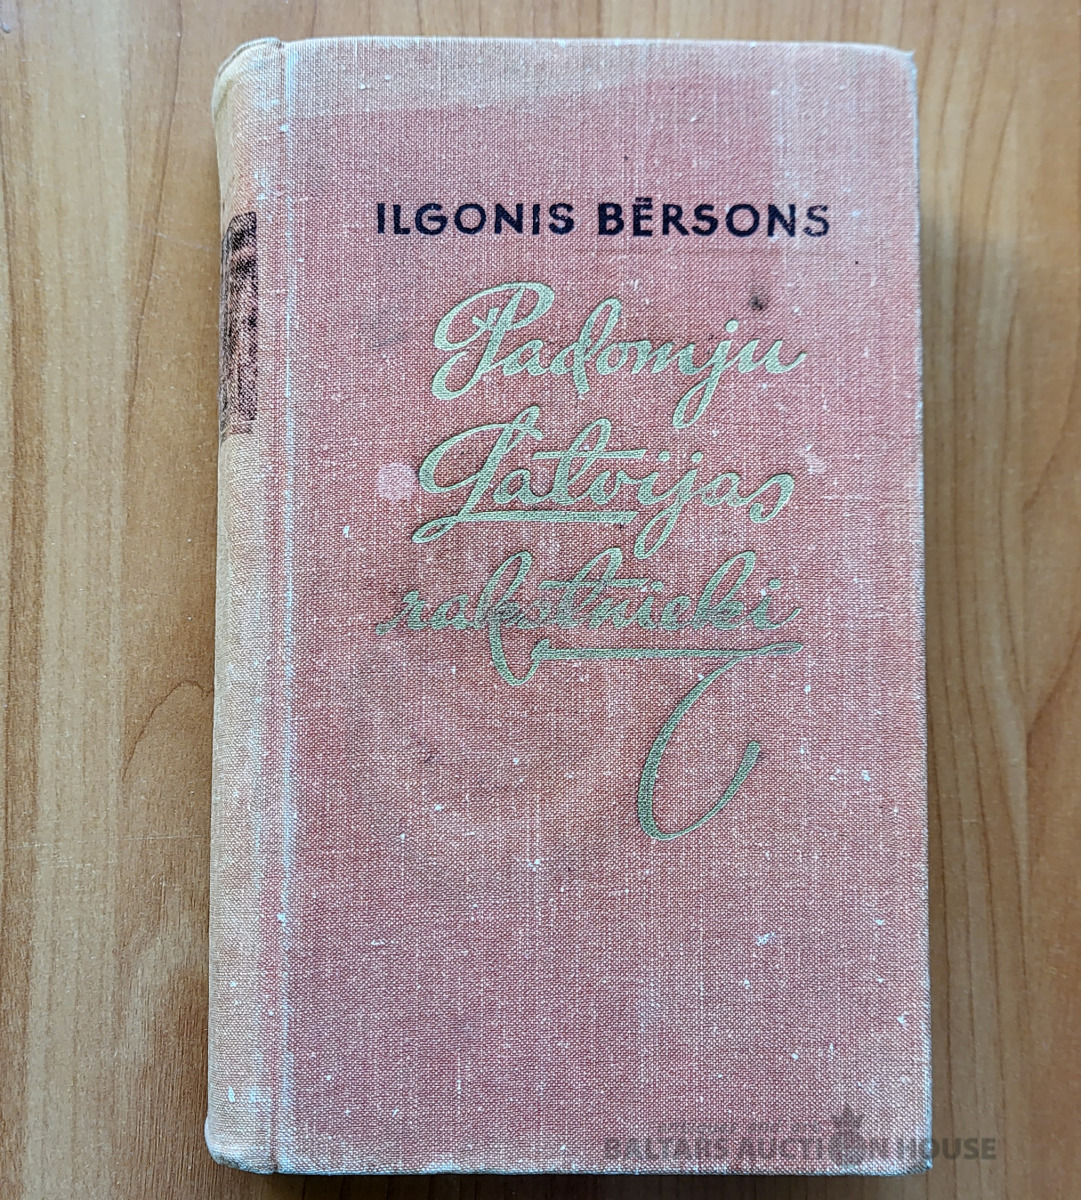 ILGONIS BĒRSONS
Padomju
Latvijas
rakstnieki
BALTARS AUCTION HOUSE